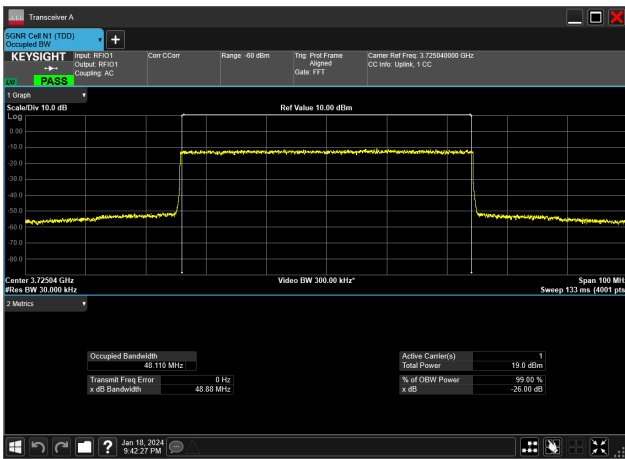 Transceiver A
5GNR Cell N1 (TDD)
Occupied BW
KEYSIGHT
Input: RFIO1
Output: RFIO1
Coupling: AC
Corr CCorr
Range: -60 dBm
Trig: Prot Frame
Aligned
Gate: FFT
Carrier Ref Freq: 3.725040000 GHz
CC Info: Uplink, 1 CC
PASS
1 Graph
Scale/Div 10.0 dB
Ref Value 10.00 dBm
Log
0.00
-10.0
-20.0
-30.0
-40.0
-50.0
-60.0
-70.0
-80.0
Center 3.72504 GHz
Video BW 300.00 kHz^
Span 100 MH
#Res BW 30.000 kHz
Sweep 133 ms (4001 pts
2 Metrics
Occupied Bandwidth
48.110 MHz
Active Carrier(s) 1
Total Power 19.0 dBm
Transmit Freq Error 0 Hz
x dB Bandwidth 48.88 MHz
% of OBW Power 99.00 %
x dB -26.00 dB
Jan 18, 2024
9:42:27 PM